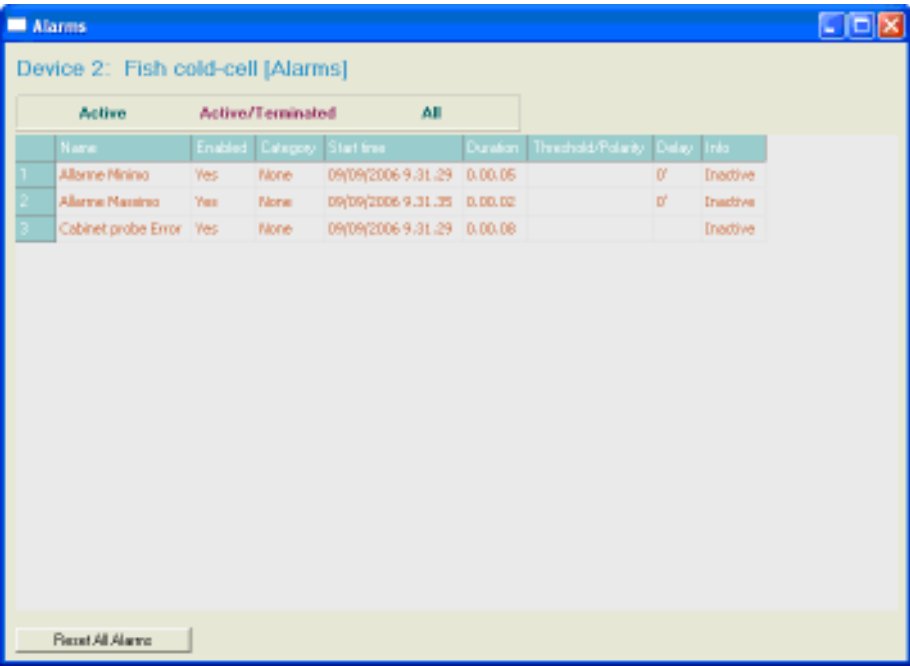 Alarms
Device 2: Fish cold-cell [Alarms]
Active Active/Terminated All
Name Enabled Category Start time Duration Threshold/Polarity Delay Info
1 Allarme Minimo Yes None 09/09/2006 9.31.29 0.00.05 0' Inactive
2 Allarme Massimo Yes None 09/09/2006 9.31.35 0.00.02 0' Inactive
3 Cabinet probe Error Yes None 09/09/2006 9.31.29 0.00.08 Inactive
Reset All Alarms